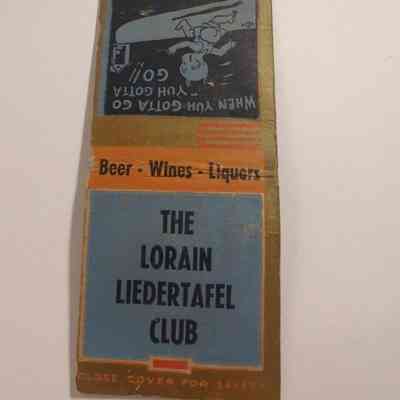 WHEN YUH GOTTA GO
"YUH GOTTA
GO!!
Beer - Wines - Liquors
THE
LORAIN
LIEDERTAFEL
CLUB
CLOSE COVER FOR SAFETY